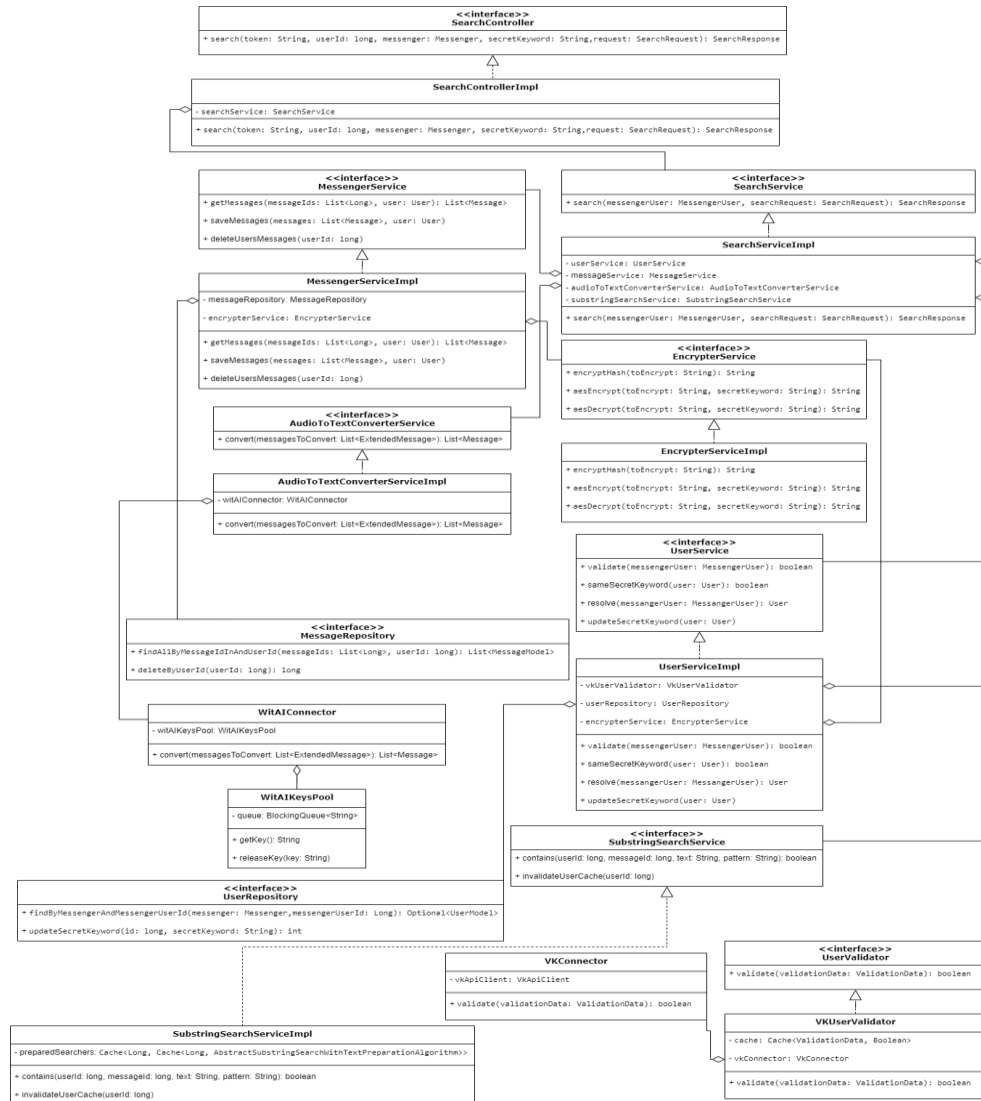 <<interface>>
SearchController
+ search(token: String, userId: long, messenger: Messenger, secretKeyword: String,request: SearchRequest): SearchResponse
SearchControllerImpl
- searchService: SearchService
+ search(token: String, userId: long, messenger: Messenger, secretKeyword: String,request: SearchRequest): SearchResponse
<<interface>>
MessengerService
+ getMessages(messageIds: List<Long>, user: User): List<Message>
+ saveMessages(messages: List<Message>, user: User)
+ deleteUsersMessages(userId: long)
<<interface>>
SearchService
+ search(messengerUser: MessengerUser, searchRequest: SearchRequest): SearchResponse
SearchServiceImpl
- userService: UserService
- messageService: MessageService
- audioToTextConverterService: AudioToTextConverterService
- substringSearchService: SubstringSearchService
+ search(messengerUser: MessengerUser, searchRequest: SearchRequest): SearchResponse
MessengerServiceImpl
- messageRepository: MessageRepository
- encrypterService: EncrypterService
+ getMessages(messageIds: List<Long>, user: User): List<Message>
+ saveMessages(messages: List<Message>, user: User)
+ deleteUsersMessages(userId: long)
<<interface>>
EncrypterService
+ encryptHash(toEncrypt: String): String
+ aesEncrypt(toEncrypt: String, secretKeyword: String): String
+ aesDecrypt(toEncrypt: String, secretKeyword: String): String
<<interface>>
AudioToTextConverterService
+ convert(messagesToConvert: List<ExtendedMessage>): List<Message>
EncrypterServiceImpl
+ encryptHash(toEncrypt: String): String
+ aesEncrypt(toEncrypt: String, secretKeyword: String): String
+ aesDecrypt(toEncrypt: String, secretKeyword: String): String
AudioToTextConverterServiceImpl
- witAIConnector: WitAIConnector
+ convert(messagesToConvert: List<ExtendedMessage>): List<Message>
<<interface>>
UserService
+ validate(messengerUser: MessengerUser): boolean
+ sameSecretKeyword(user: User): boolean
+ resolve(messangerUser: MessangerUser): User
+ updateSecretKeyword(user: User)
<<interface>>
MessageRepository
+ findAllByMessageIdInAndUserId(messageIds: List<Long>, userId: long): List<MessageModel>
+ deleteByUserId(userId: long): long
UserServiceImpl
- vkUserValidator: VkUserValidator
- userRepository: UserRepository
- encrypterService: EncrypterService
+ validate(messengerUser: MessengerUser): boolean
+ sameSecretKeyword(user: User): boolean
+ resolve(messangerUser: MessangerUser): User
+ updateSecretKeyword(user: User)
WitAIConnector
- witAIKeysPool: WitAIKeysPool
+ convert(messagesToConvert: List<ExtendedMessage>): List<Message>
WitAIKeysPool
- queue: BlockingQueue<String>
+ getKey(): String
+ releaseKey(key: String)
<<interface>>
SubstringSearchService
+ contains(userId: long, messageId: long, text: String, pattern: String): boolean
+ invalidateUserCache(userId: long)
<<interface>>
UserRepository
+ findByMessengerAndMessengerUserId(messenger: Messenger,messengerUserId: Long): Optional<UserModel>
+ updateSecretKeyword(id: long, secretKeyword: String): int
VKConnector
- vkApiClient: VkApiClient
+ validate(validationData: ValidationData): boolean
<<interface>>
UserValidator
+ validate(validationData: ValidationData): boolean
VKUserValidator
- cache: Cache<ValidationData, Boolean>
- vkConnector: VkConnector
+ validate(validationData: ValidationData): boolean
SubstringSearchServiceImpl
- preparedSearchers: Cache<Long, Cache<Long, AbstractSubstringSearchWithTextPreparationAlgorithm>>
+ contains(userId: long, messageId: long, text: String, pattern: String): boolean
+ invalidateUserCache(userId: long)